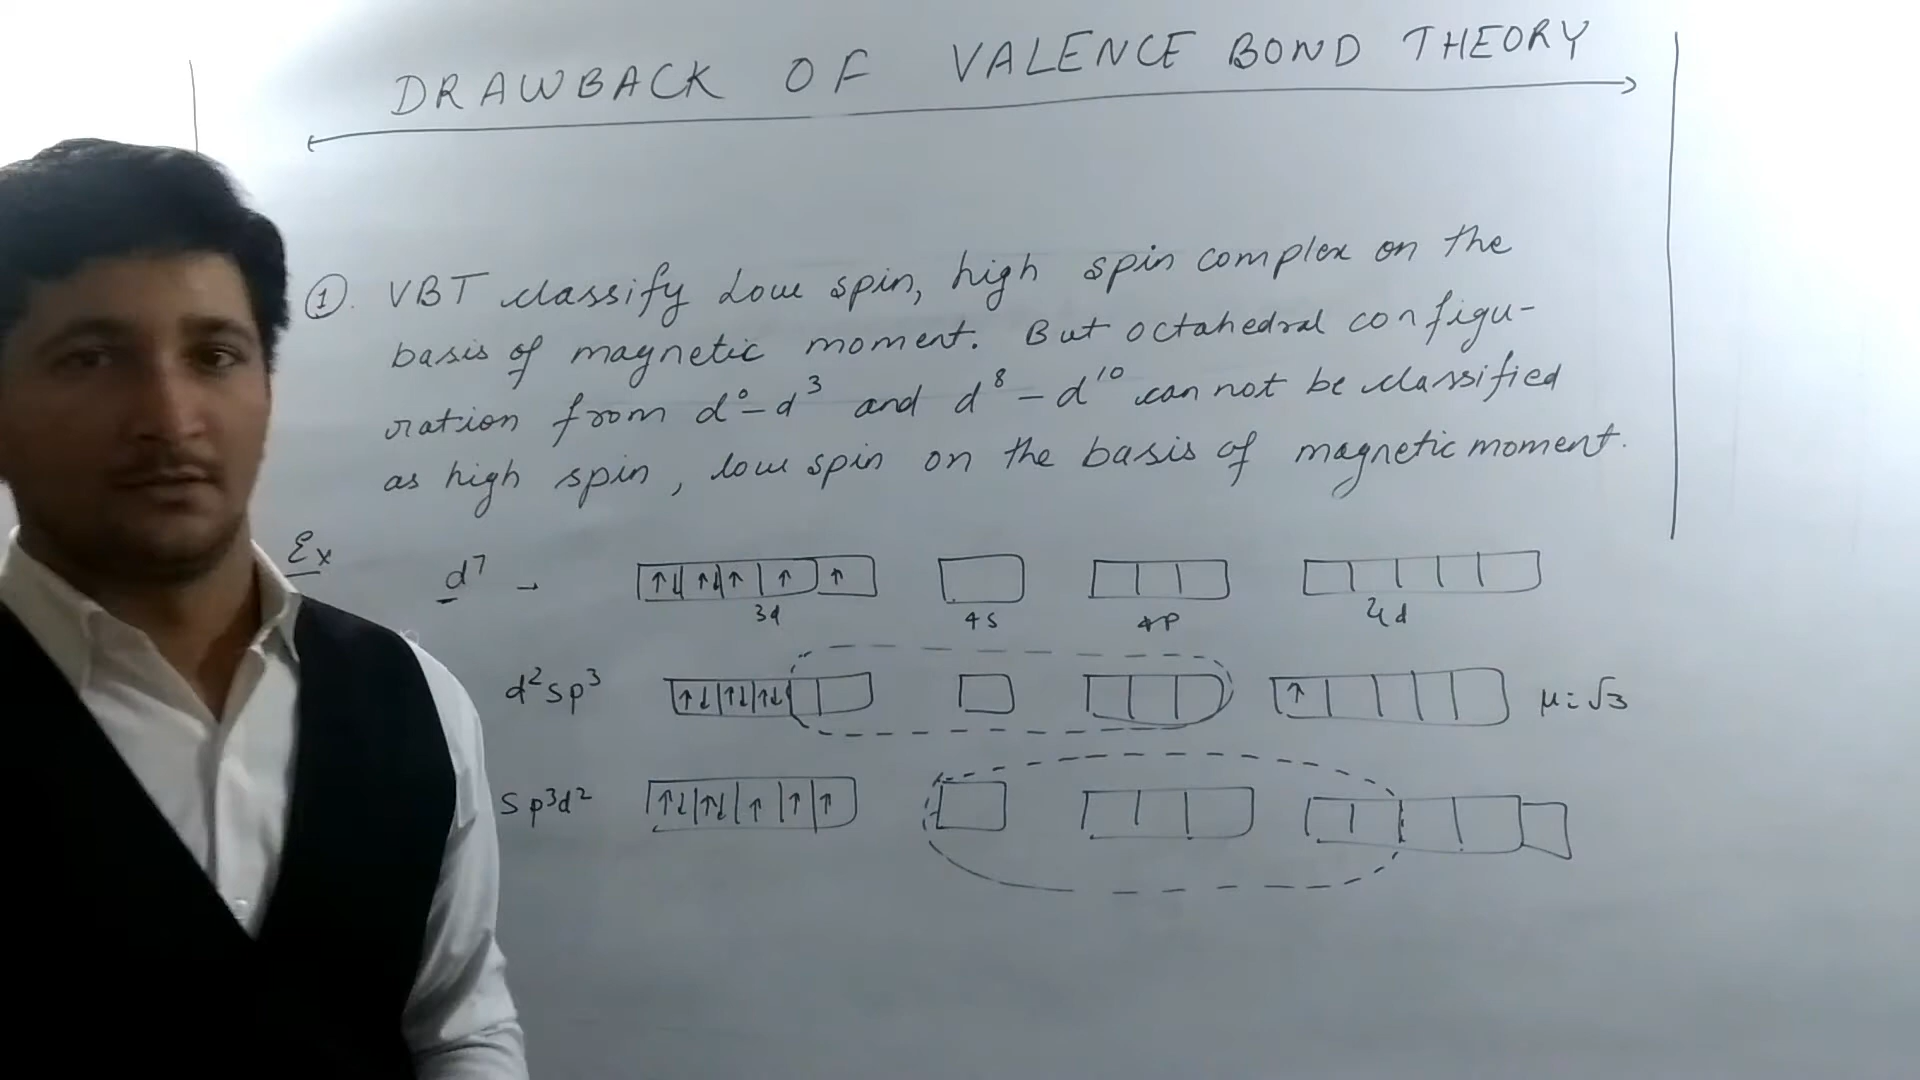 DRAWBACK OF VALENCE BOND THEORY
①. VBT classify Low spin, high spin complex on the
basis of magnetic moment. But octahedral configu-
ration from d⁰-d³ and d⁸-d¹⁰ can not be classified
as high spin, low spin on the basis of magnetic moment.
Ex
d⁷ - ↑↓ ↑↓ ↑ ↑ ↑
3d 4s 4p 4d
d²sp³ ↑↓ ↑↓ ↑↓ ↑ μ=√3
sp³d² ↑↓ ↑↓ ↑ ↑ ↑